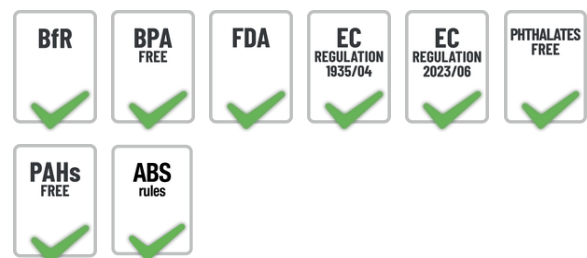 BfR
BPA
FREE
FDA
EC
REGULATION
1935/04
EC
REGULATION
2023/06
PHTHALATES
FREE
PAHs
FREE
ABS
rules